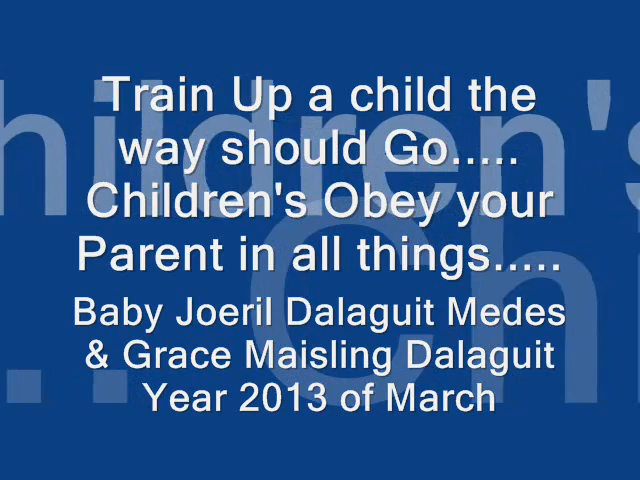 Train Up a child the
way should Go.....
Children's Obey your
Parent in all things.....
Baby Joeril Dalaguit Medes
& Grace Maisling Dalaguit
Year 2013 of March